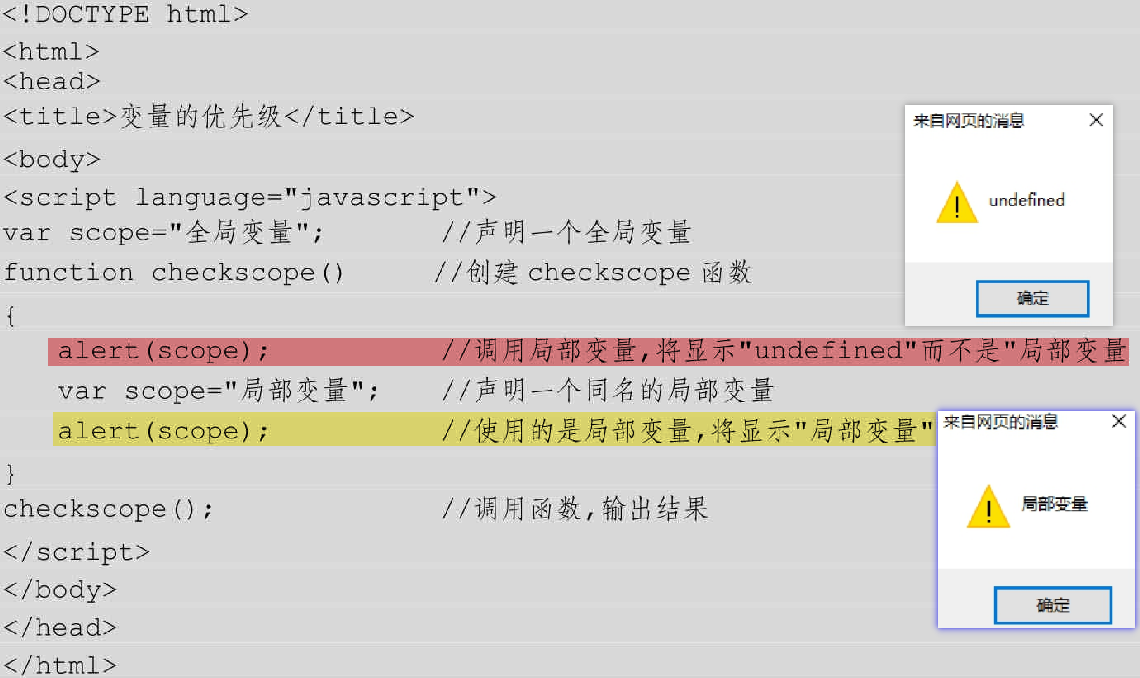 <!DOCTYPE html>
<html>
<head>
<title>变量的优先级</title>
<body>
<script language="javascript">
var scope="全局变量"; //声明一个全局变量
function checkscope() //创建 checkscope 函数
{
alert(scope); //调用局部变量,将显示"undefined"而不是"局部变量
var scope="局部变量"; //声明一个同名的局部变量
alert(scope); //使用的是局部变量,将显示"局部变量"
}
checkscope(); //调用函数,输出结果
</script>
</body>
</head>
</html>
来自网页的消息
undefined
确定
来自网页的消息
局部变量
确定